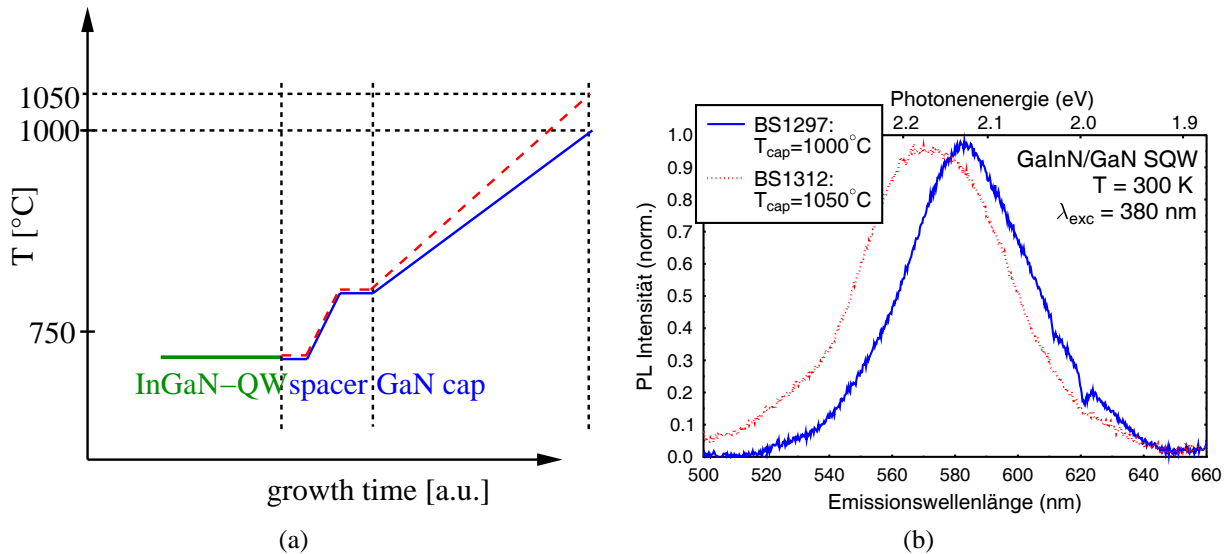 1050
1000
750
T [°C]
InGaN−QW spacer GaN cap
growth time [a.u.]
(a)
Photonenenergie (eV)
2.2 2.1 2.0 1.9
BS1297:
Tcap=1000°C
BS1312:
Tcap=1050°C
GaInN/GaN SQW
T = 300 K
λexc = 380 nm
1.0
0.9
0.8
0.7
0.6
0.5
0.4
0.3
0.2
0.1
0.0
PL Intensität (norm.)
500 520 540 560 580 600 620 640 660
Emissionswellenlänge (nm)
(b)